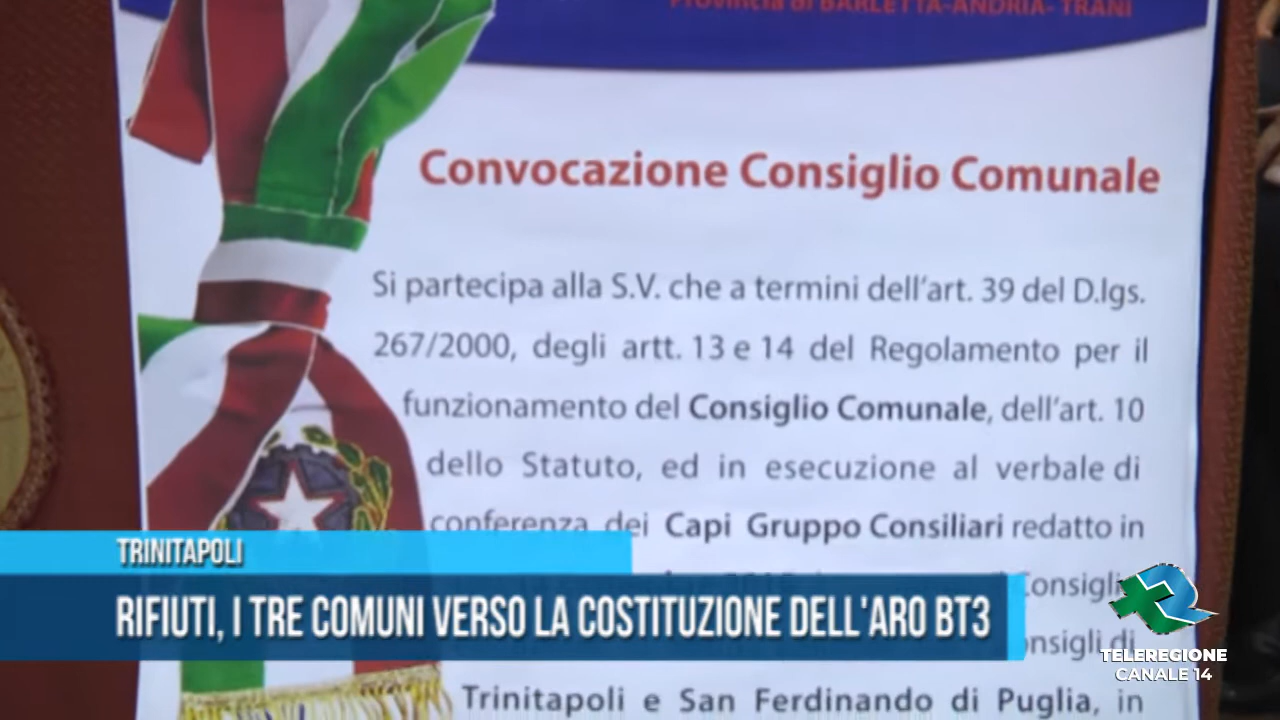 Provincia di BARLETTA-ANDRIA- TRANI
Convocazione Consiglio Comunale
Si partecipa alla S.V. che a termini dell'art. 39 del D.lgs.
267/2000, degli artt. 13 e 14 del Regolamento per il
funzionamento del Consiglio Comunale, dell'art. 10
dello Statuto, ed in esecuzione al verbale di
conferenza dei Capi Gruppo Consiliari redatto in
TRINITAPOLI
RIFIUTI, I TRE COMUNI VERSO LA COSTITUZIONE DELL'ARO BT3
Trinitapoli e San Ferdinando di Puglia, in
TELEREGIONE
CANALE 14